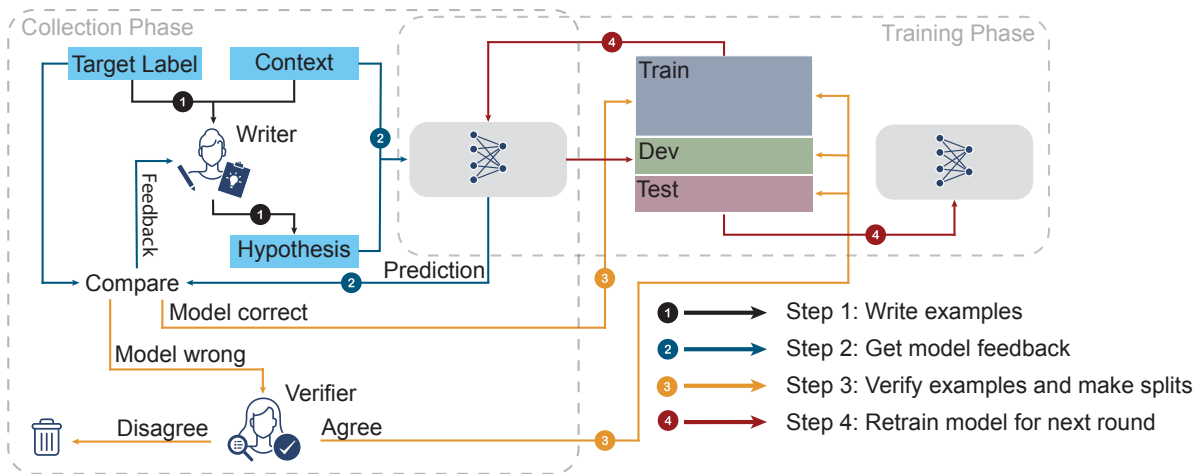 Collection Phase
Training Phase
Target Label
Context
1
4
Train
Writer
2
Dev
Feedback
Test
1
4
Hypothesis
Prediction
Compare
2
3
Model correct
1 Step 1: Write examples
Model wrong
2 Step 2: Get model feedback
3 Step 3: Verify examples and make splits
Verifier
4 Step 4: Retrain model for next round
Disagree
Agree
3